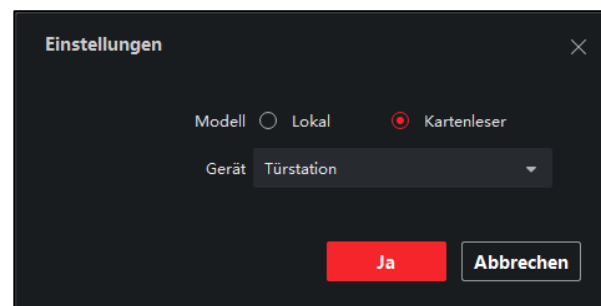 Einstellungen
Modell Lokal Kartenleser
Gerät Türstation
Ja Abbrechen